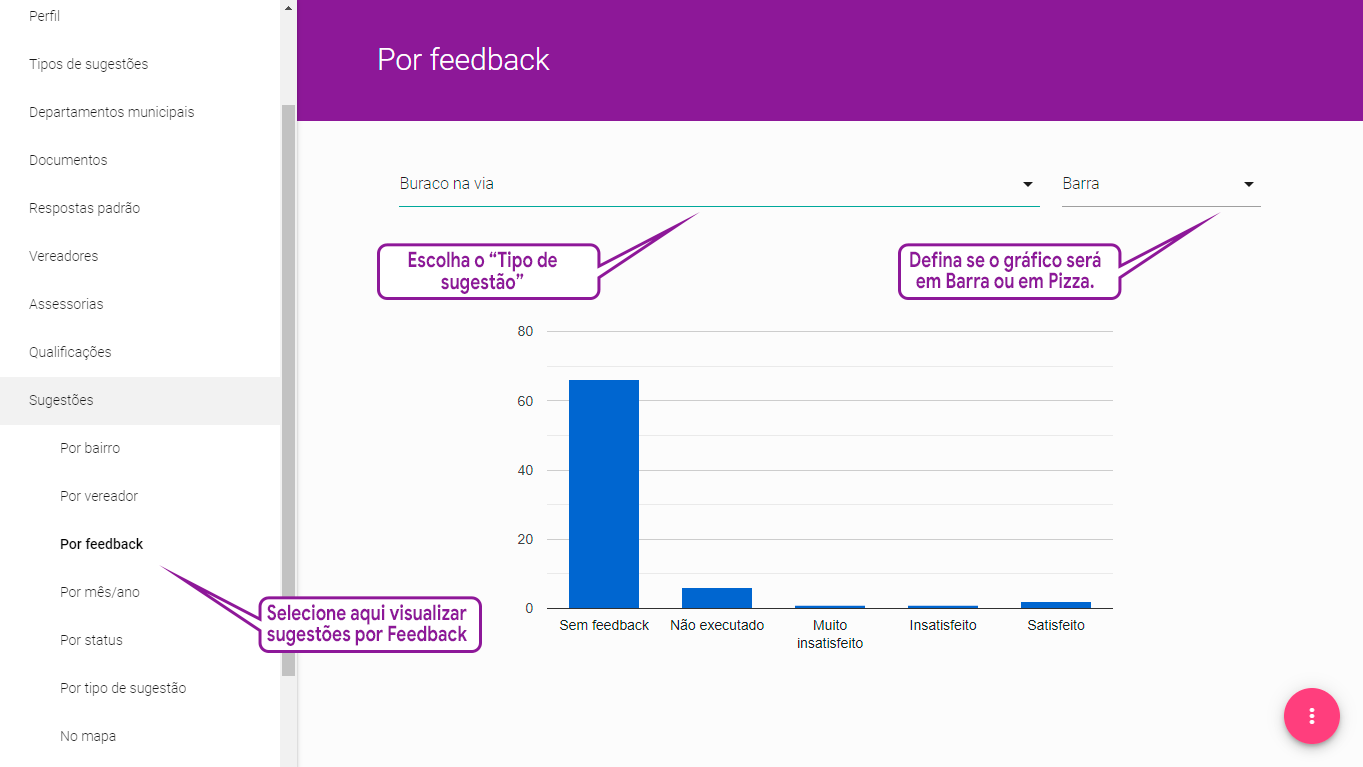 Perfil
Tipos de sugestões
Departamentos municipais
Documentos
Respostas padrão
Vereadores
Assessorias
Qualificações
Sugestões
Por bairro
Por vereador
Por feedback
Por mês/ano
Por status
Por tipo de sugestão
No mapa
Selecione aqui visualizar
sugestões por Feedback
Por feedback
Buraco na via
Barra
Escolha o “Tipo de
sugestão”
Defina se o gráfico será
em Barra ou em Pizza.
80
60
40
20
0
Sem feedback
Não executado
Muito
insatisfeito
Insatisfeito
Satisfeito